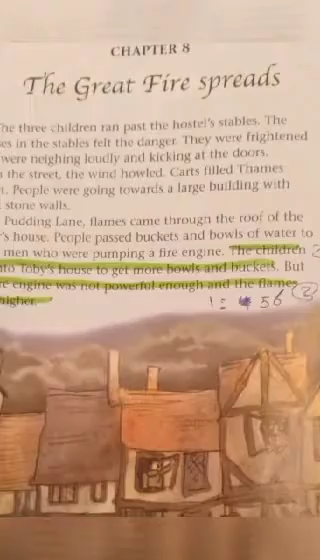 CHAPTER 8
The Great Fire spreads
he three children ran past the hostel's stables. The
es in the stables felt the danger. They were frightened
were neighing loudly and kicking at the doors.
the street, the wind howled. Carts filled Thames
t. People were going towards a large building with
stone walls.
Pudding Lane, flames came through the roof of the
's house. People passed buckets and bowls of water to
men who were pumping a fire engine. The children
nto Toby's house to get more bowls and buckets. But
e engine was not powerful enough and the flames
higher.
56 2